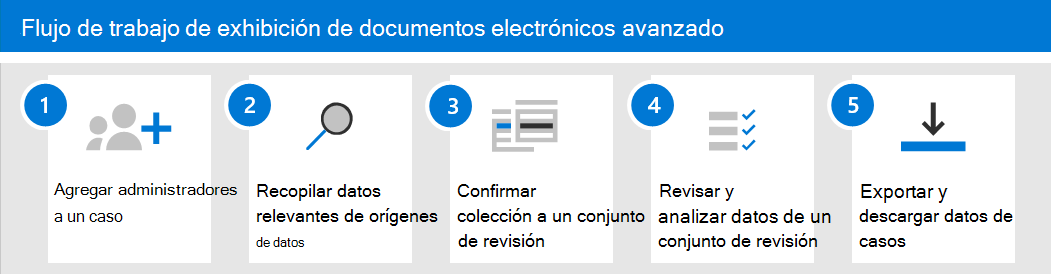 Flujo de trabajo de exhibición de documentos electrónicos avanzado
1
Agregar administradores
a un caso
2
Recopilar datos
relevantes de orígenes
de datos
3
Confirmar
colección a un conjunto
de revisión
4
Revisar y
analizar datos de un
conjunto de revisión
5
Exportar y
descargar datos de
casos